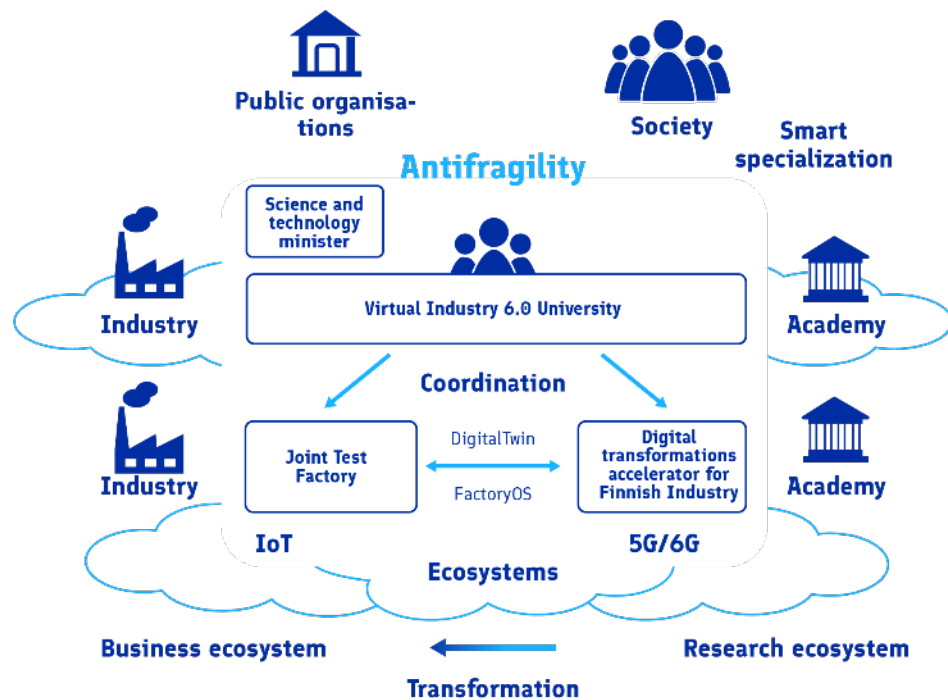 Public organisa-
tions
Society
Smart
specialization
Antifragility
Science and
technology
minister
Industry
Virtual Industry 6.0 University
Academy
Coordination
Industry
Joint Test
Factory
DigitalTwin
FactoryOS
Digital
transformations
accelerator for
Finnish Industry
Academy
IoT
5G/6G
Ecosystems
Business ecosystem
Research ecosystem
Transformation